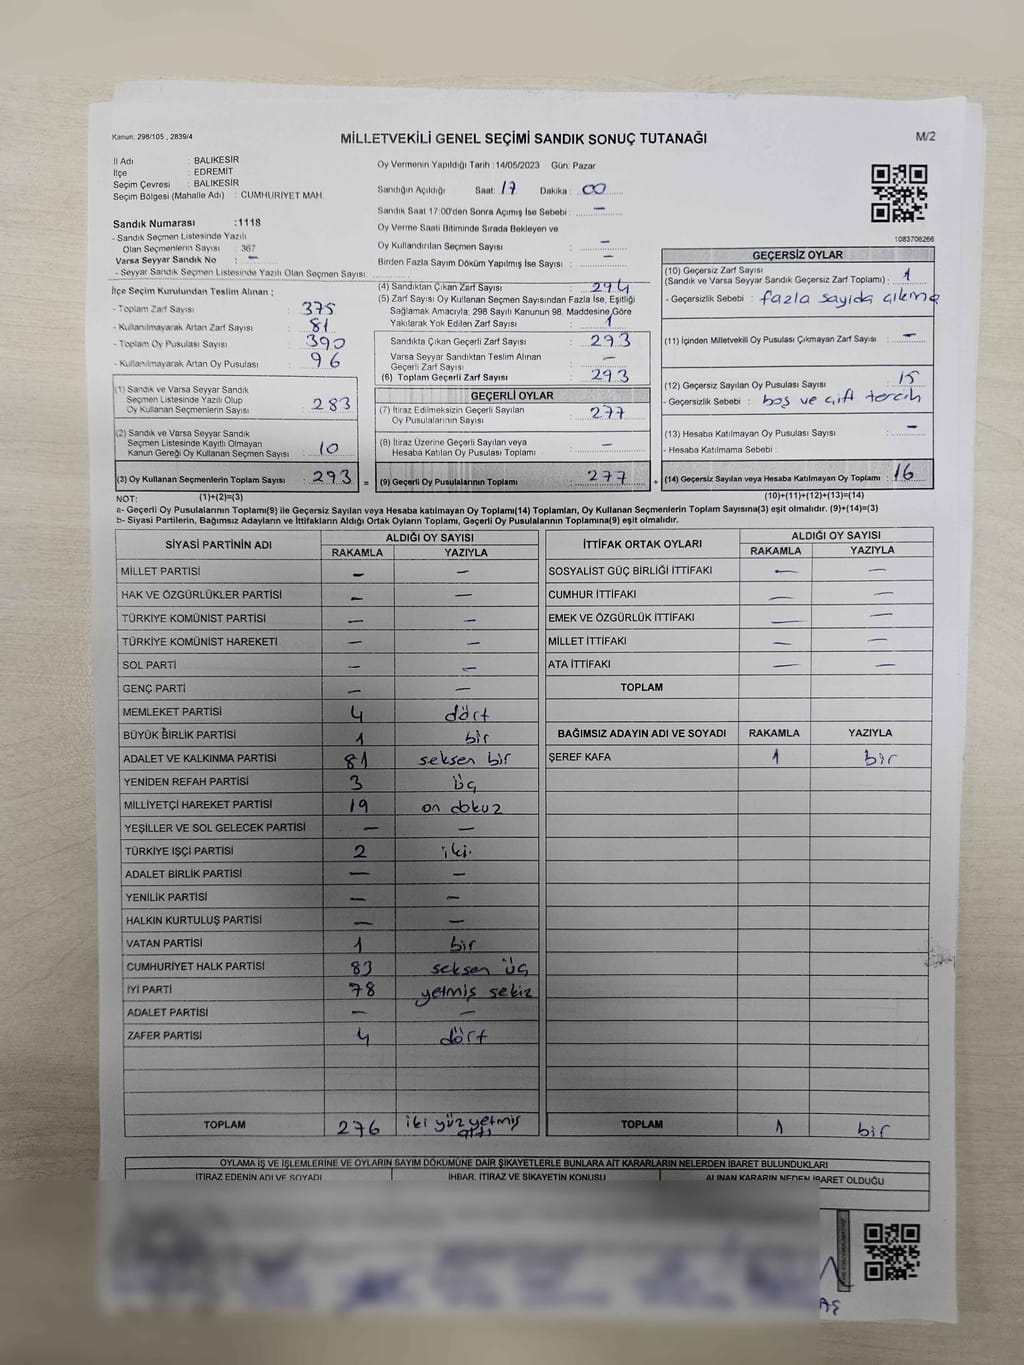 Kanun: 298/105 , 2839/4
MİLLETVEKİLİ GENEL SEÇİMİ SANDIK SONUÇ TUTANAĞI
M/2
İl Adı : BALIKESİR
İlçe : EDREMİT
Seçim Çevresi : BALIKESİR
Seçim Bölgesi (Mahalle Adı) : CUMHURİYET MAH.
Sandık Numarası :1118
- Sandık Seçmen Listesinde Yazılı
Olan Seçmenlerin Sayısı : 367
Varsa Seyyar Sandık No : —
- Seyyar Sandık Seçmen Listesinde Yazılı Olan Seçmen Sayısı:
Oy Vermenin Yapıldığı Tarih :14/05/2023 Gün: Pazar
Sandığın Açıldığı Saat: 17 Dakika : 00
Sandık Saat 17:00'den Sonra Açımış İse Sebebi : —
Oy Verme Saati Bitiminde Sırada Bekleyen ve
Oy Kullandırılan Seçmen Sayısı : —
Birden Fazla Sayım Döküm Yapılmış İse Sayısı : —
1083706266
İlçe Seçim Kurulundan Teslim Alınan ;
- Toplam Zarf Sayısı : 375
- Kullanılmayarak Artan Zarf Sayısı : 81
- Toplam Oy Pusulası Sayısı : 390
- Kullanılmayarak Artan Oy Pusulası : 96
(1) Sandık ve Varsa Seyyar Sandık
Seçmen Listesinde Yazılı Olup
Oy Kullanan Seçmenlerin Sayısı : 283
(2) Sandık ve Varsa Seyyar Sandık
Seçmen Listesinde Kayıtlı Olmayan
Kanun Gereği Oy Kullanan Seçmen Sayısı : 10
(3) Oy Kullanan Seçmenlerin Toplam Sayısı : 293 =
(4) Sandıktan Çıkan Zarf Sayısı : 294
(5) Zarf Sayısı Oy Kullanan Seçmen Sayısından Fazla İse, Eşitliği
Sağlamak Amacıyla; 298 Sayılı Kanunun 98. Maddesine Göre
Yakılarak Yok Edilen Zarf Sayısı : 1
Sandıkta Çıkan Geçerli Zarf Sayısı : 293
Varsa Seyyar Sandıktan Teslim Alınan
Geçerli Zarf Sayısı : —
(6) Toplam Geçerli Zarf Sayısı : 293
GEÇERLİ OYLAR
(7) İtiraz Edilmeksizin Geçerli Sayılan
Oy Pusulalarının Sayısı : 277
(8) İtiraz Üzerine Geçerli Sayılan veya
Hesaba Katılan Oy Pusulası Toplamı : —
(9) Geçerli Oy Pusulalarının Toplamı : 277 +
GEÇERSİZ OYLAR
(10) Geçersiz Zarf Sayısı
(Sandık ve Varsa Seyyar Sandık Geçersiz Zarf Toplamı) : 1
- Geçersizlik Sebebi : fazla sayıda çıkma
(11) İçinden Milletvekili Oy Pusulası Çıkmayan Zarf Sayısı : —
(12) Geçersiz Sayılan Oy Pusulası Sayısı : 15
- Geçersizlik Sebebi : boş ve çift tercih
(13) Hesaba Katılmayan Oy Pusulası Sayısı : —
- Hesaba Katılmama Sebebi :
(14) Geçersiz Sayılan veya Hesaba Katılmayan Oy Toplamı : 16
NOT: (1)+(2)=(3) (10)+(11)+(12)+(13)=(14)
a- Geçerli Oy Pusulalarının Toplamı(9) ile Geçersiz Sayılan veya Hesaba katılmayan Oy Toplamı(14) Toplamları, Oy Kullanan Seçmenlerin Toplam Sayısına(3) eşit olmalıdır. (9)+(14)=(3)
b- Siyasi Partilerin, Bağımsız Adayların ve İttifakların Aldığı Ortak Oyların Toplamı, Geçerli Oy Pusulalarının Toplamına(9) eşit olmalıdır.
SİYASİ PARTİNİN ADI ALDIĞI OY SAYISI
RAKAMLA YAZIYLA
MİLLET PARTİSİ — —
HAK VE ÖZGÜRLÜKLER PARTİSİ — —
TÜRKİYE KOMÜNİST PARTİSİ — —
TÜRKİYE KOMÜNİST HAREKETİ — —
SOL PARTİ — —
GENÇ PARTİ — —
MEMLEKET PARTİSİ 4 dört
BÜYÜK BİRLİK PARTİSİ 1 bir
ADALET VE KALKINMA PARTİSİ 81 seksen bir
YENİDEN REFAH PARTİSİ 3 üç
MİLLİYETÇİ HAREKET PARTİSİ 19 on dokuz
YEŞİLLER VE SOL GELECEK PARTİSİ — —
TÜRKİYE İŞÇİ PARTİSİ 2 iki
ADALET BİRLİK PARTİSİ — —
YENİLİK PARTİSİ — —
HALKIN KURTULUŞ PARTİSİ — —
VATAN PARTİSİ 1 bir
CUMHURİYET HALK PARTİSİ 83 seksen üç
İYİ PARTİ 78 yetmiş sekiz
ADALET PARTİSİ — —
ZAFER PARTİSİ 4 dört
TOPLAM 276 iki yüz yetmiş
altı
İTTİFAK ORTAK OYLARI ALDIĞI OY SAYISI
RAKAMLA YAZIYLA
SOSYALİST GÜÇ BİRLİĞİ İTTİFAKI — —
CUMHUR İTTİFAKI — —
EMEK VE ÖZGÜRLÜK İTTİFAKI — —
MİLLET İTTİFAKI — —
ATA İTTİFAKI — —
TOPLAM
BAĞIMSIZ ADAYIN ADI VE SOYADI RAKAMLA YAZIYLA
ŞEREF KAFA 1 bir
TOPLAM 1 bir
OYLAMA İŞ VE İŞLEMLERİNE VE OYLARIN SAYIM DÖKÜMÜNE DAİR ŞİKAYETLERLE BUNLARA AİT KARARLARIN NELERDEN İBARET BULUNDUKLARI
İTİRAZ EDENİN ADI VE SOYADI İHBAR, İTİRAZ VE ŞİKAYETİN KONUSU ALINAN KARARIN NEDEN İBARET OLDUĞU